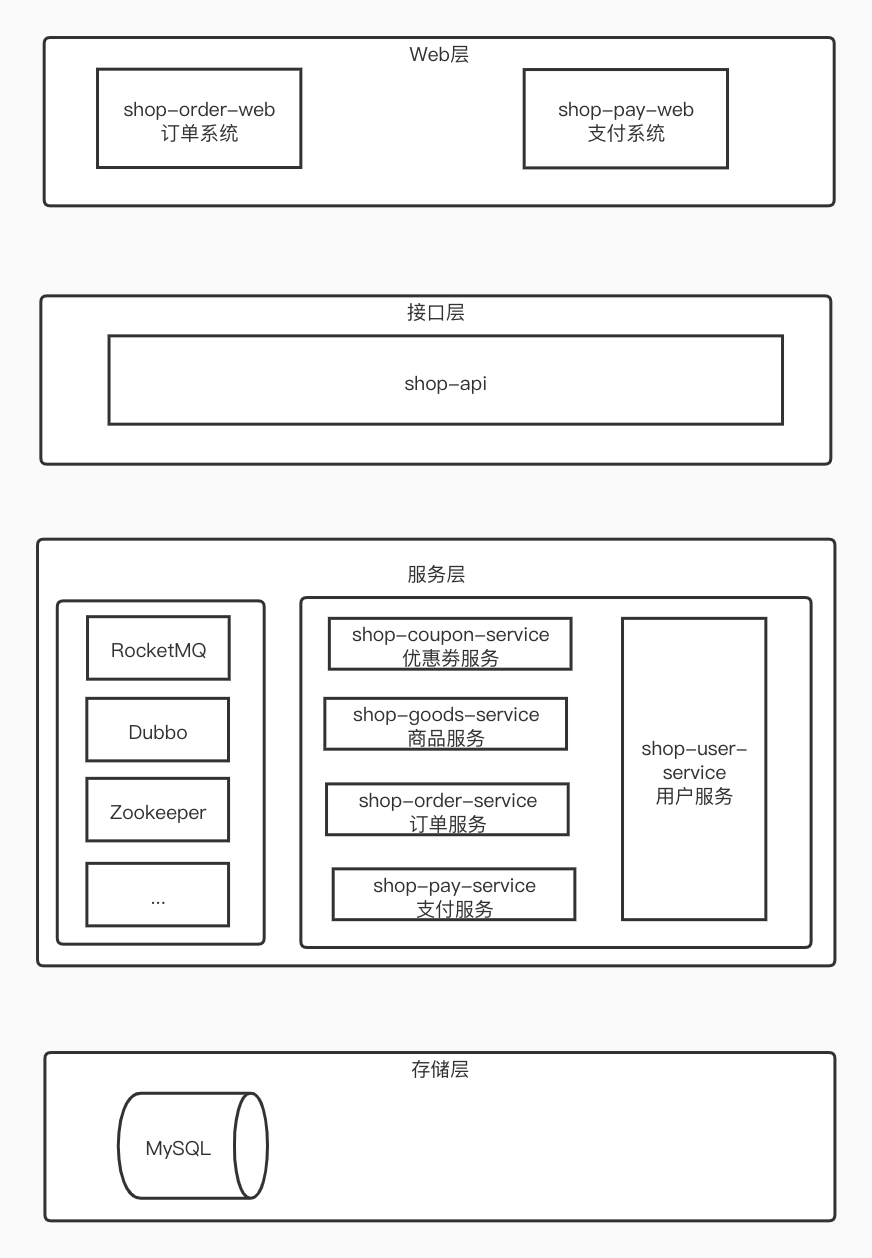 Web层
shop-order-web
订单系统
shop-pay-web
支付系统
接口层
shop-api
服务层
RocketMQ
Dubbo
Zookeeper
...
shop-coupon-service
优惠劵服务
shop-goods-service
商品服务
shop-order-service
订单服务
shop-pay-service
支付服务
shop-user-
service
用户服务
存储层
MySQL